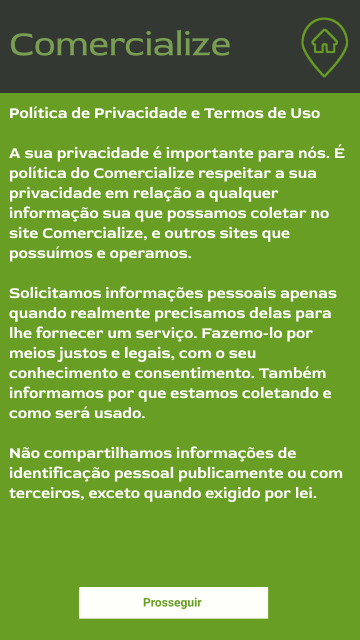 Comercialize
Política de Privacidade e Termos de Uso
A sua privacidade é importante para nós. É
política do Comercialize respeitar a sua
privacidade em relação a qualquer
informação sua que possamos coletar no
site Comercialize, e outros sites que
possuímos e operamos.
Solicitamos informações pessoais apenas
quando realmente precisamos delas para
lhe fornecer um serviço. Fazemo-lo por
meios justos e legais, com o seu
conhecimento e consentimento. Também
informamos por que estamos coletando e
como será usado.
Não compartilhamos informações de
identificação pessoal publicamente ou com
terceiros, exceto quando exigido por lei.
Prosseguir